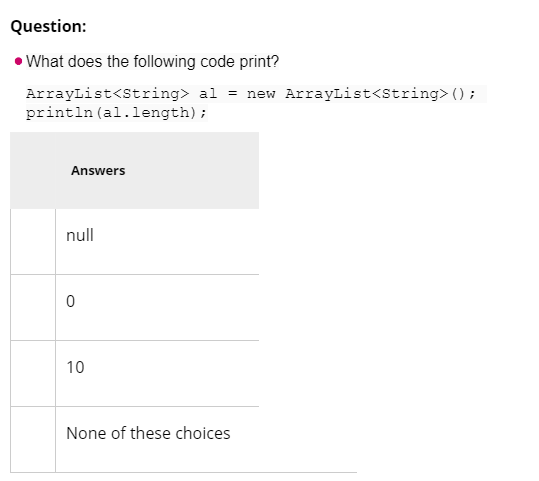 Question:
• What does the following code print?
ArrayList<String> al = new ArrayList<String>();
println(al.length);
Answers
null
0
10
None of these choices